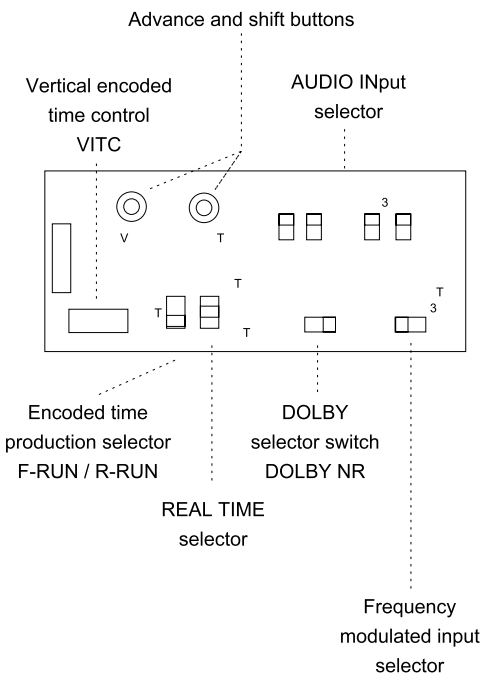 Advance and shift buttons
Vertical encoded
time control
VITC
AUDIO INput
selector
3
V
T
T
T
3
T
T
Encoded time
production selector
F-RUN / R-RUN
DOLBY
selector switch
DOLBY NR
REAL TIME
selector
Frequency
modulated input
selector